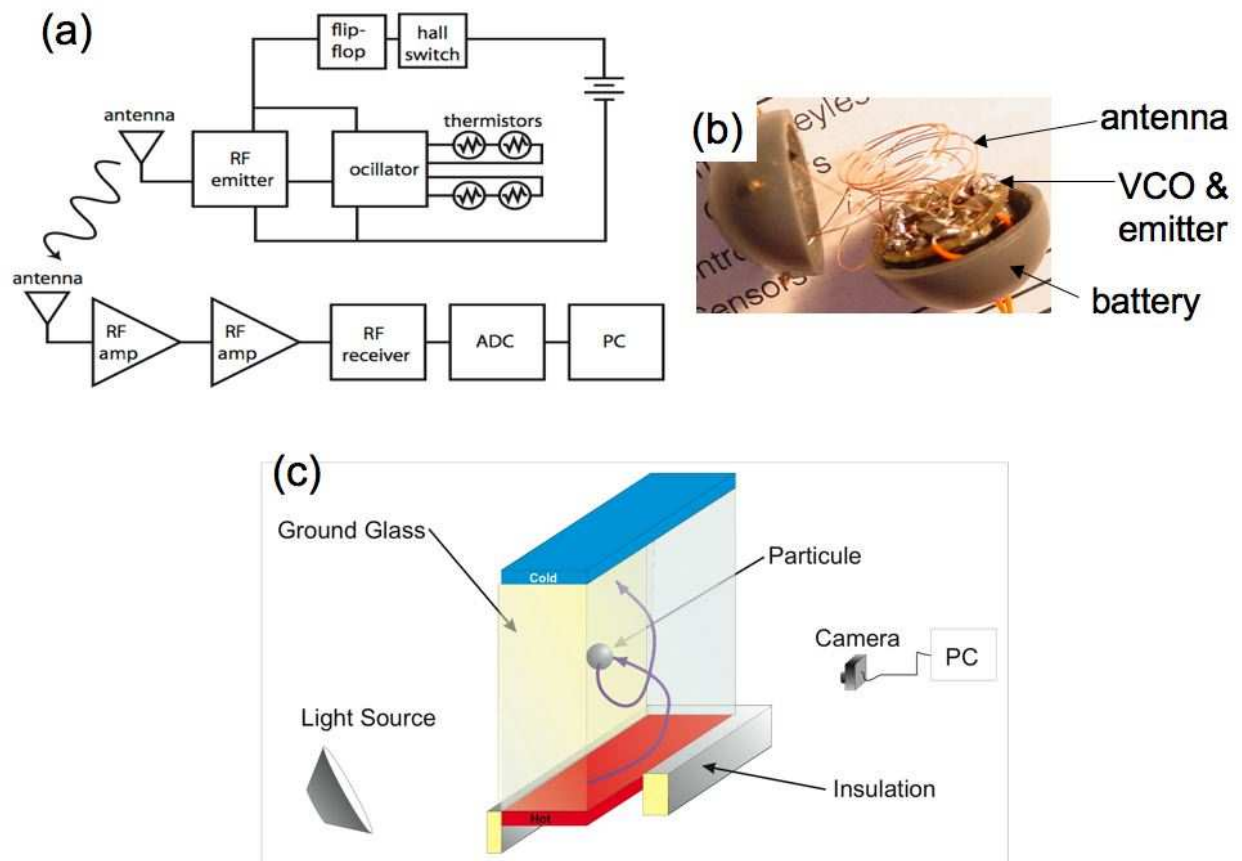 (a)
flip-
flop
hall
switch
antenna
thermistors
RF
emitter
ocillator
antenna
RF
amp
RF
amp
RF
receiver
ADC
PC
(b)
antenna
VCO &
emitter
battery
(c)
Ground Glass
Cold
Particule
Camera
PC
Light Source
Insulation
Hot